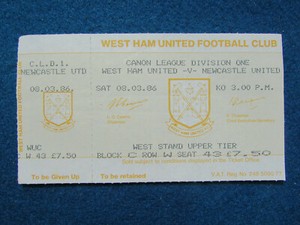 WEST HAM UNITED FOOTBALL CLUB
C.L.D.1.
NEWCASTLE UTD
08.03.86
WUC
W 43 £7.50
To be Given Up
CANON LEAGUE DIVISION ONE
WEST HAM UNITED -V- NEWCASTLE UNITED
SAT 08.03.86 KO 3.00 P.M.
WEST STAND UPPER TIER
BLOCK C ROW W SEAT 43 £7.50
To be Retained